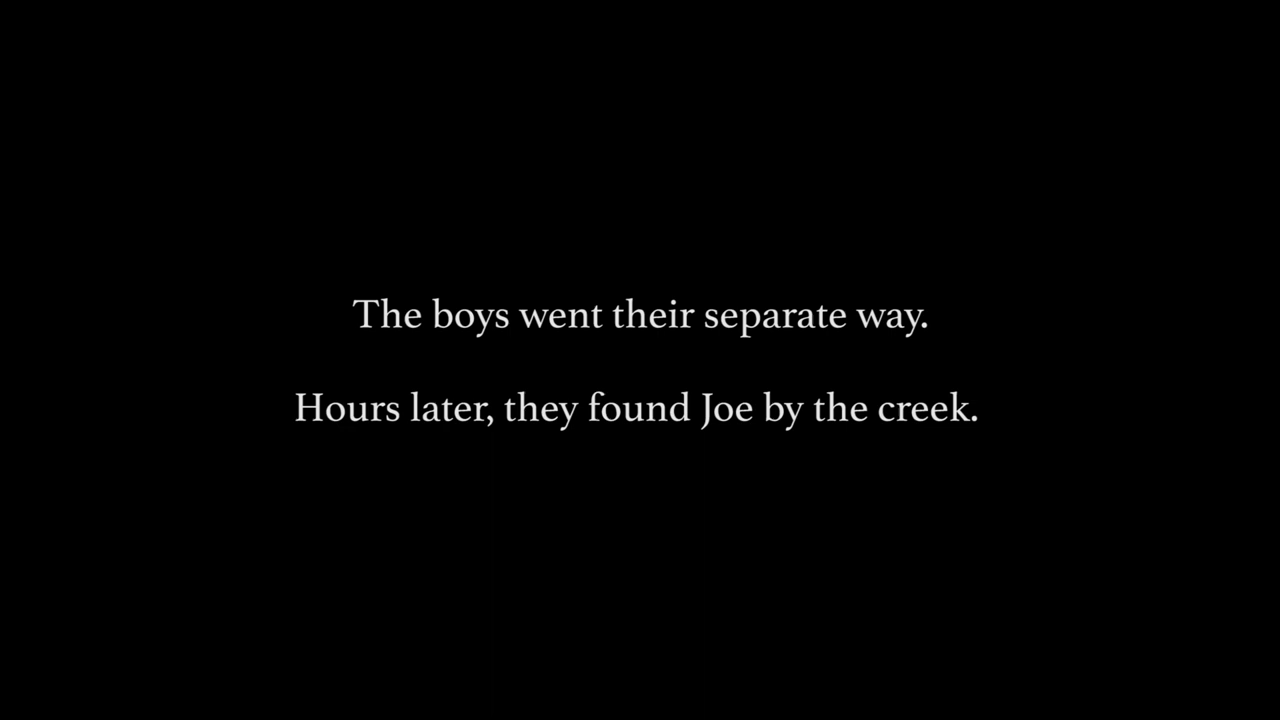 The boys went their separate way.
Hours later, they found Joe by the creek.